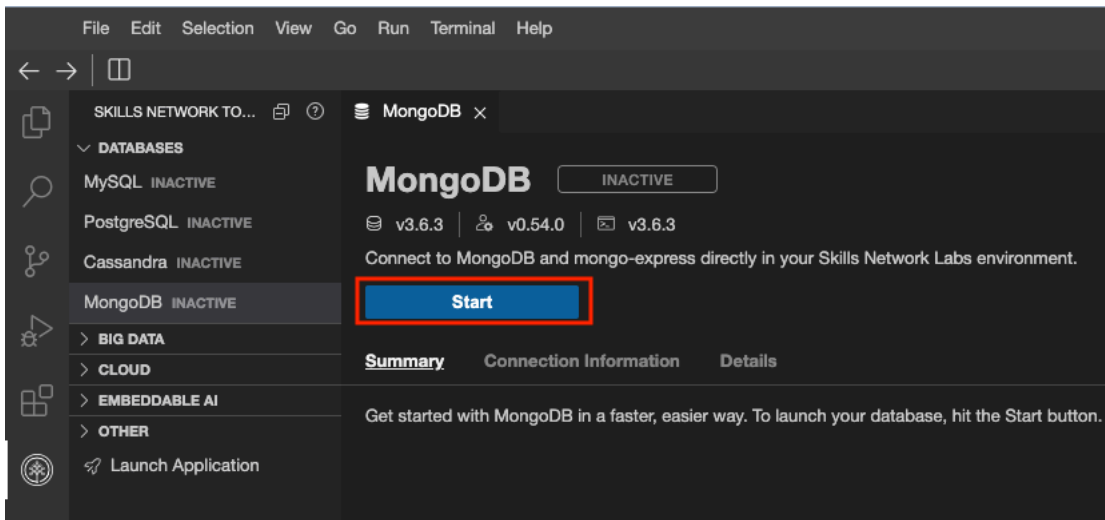 File Edit Selection View Go Run Terminal Help
SKILLS NETWORK TO...
MongoDB
DATABASES
MySQL INACTIVE
PostgreSQL INACTIVE
Cassandra INACTIVE
MongoDB INACTIVE
BIG DATA
CLOUD
EMBEDDABLE AI
OTHER
Launch Application
MongoDB INACTIVE
v3.6.3 v0.54.0 v3.6.3
Connect to MongoDB and mongo-express directly in your Skills Network Labs environment.
Start
Summary Connection Information Details
Get started with MongoDB in a faster, easier way. To launch your database, hit the Start button.